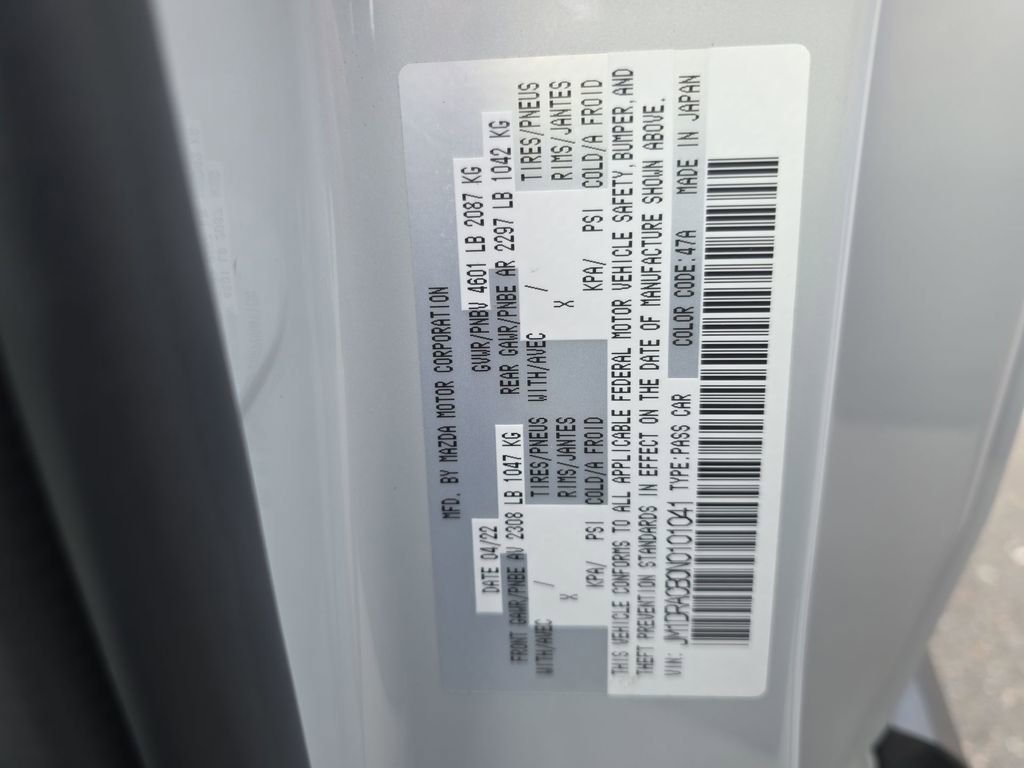 MFD. BY MAZDA MOTOR CORPORATION
DATE 04/22 GVWR/PNBV 4601 LB 2087 KG
FRONT GAWR/PNBE AV 2308 LB 1047 KG REAR GAWR/PNBE AR 2297 LB 1042 KG
WITH/AVEC / TIRES/PNEUS WITH/AVEC / TIRES/PNEUS
X RIMS/JANTES X RIMS/JANTES
KPA/ PSI COLD/A FROID KPA/ PSI COLD/A FROID
THIS VEHICLE CONFORMS TO ALL APPLICABLE FEDERAL MOTOR VEHICLE SAFETY, BUMPER, AND
THEFT PREVENTION STANDARDS IN EFFECT ON THE DATE OF MANUFACTURE SHOWN ABOVE.
VIN: TYPE:PASS CAR COLOR CODE:47A MADE IN JAPAN